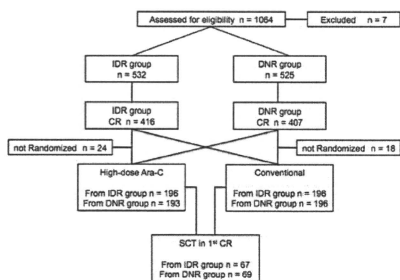 Assessed for eligibility n = 1064
Excluded n = 7
IDR group
n = 532
DNR group
n = 525
IDR group
CR n = 416
DNR group
CR n = 407
not Randomized n = 24
not Randomized n = 18
High-dose Ara-C
From IDR group n = 196
From DNR group n = 193
Conventional
From IDR group n = 196
From DNR group n = 196
SCT in 1st CR
From IDR group n = 67
From DNR group n = 69